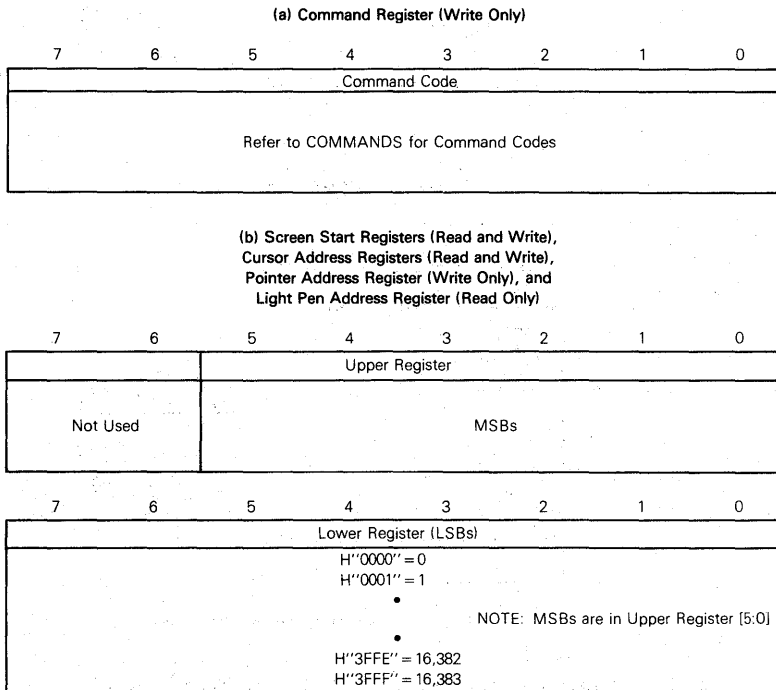 (a) Command Register (Write Only)
7 6 5 4 3 2 1 0
Command Code
Refer to COMMANDS for Command Codes
(b) Screen Start Registers (Read and Write),
Cursor Address Registers (Read and Write),
Pointer Address Register (Write Only), and
Light Pen Address Register (Read Only)
7 6 5 4 3 2 1 0
Upper Register
Not Used MSBs
7 6 5 4 3 2 1 0
Lower Register (LSBs)
H''0000'' = 0
H''0001'' = 1
•
NOTE: MSBs are in Upper Register [5:0]
•
H''3FFE'' = 16,382
H''3FFF'' = 16,383